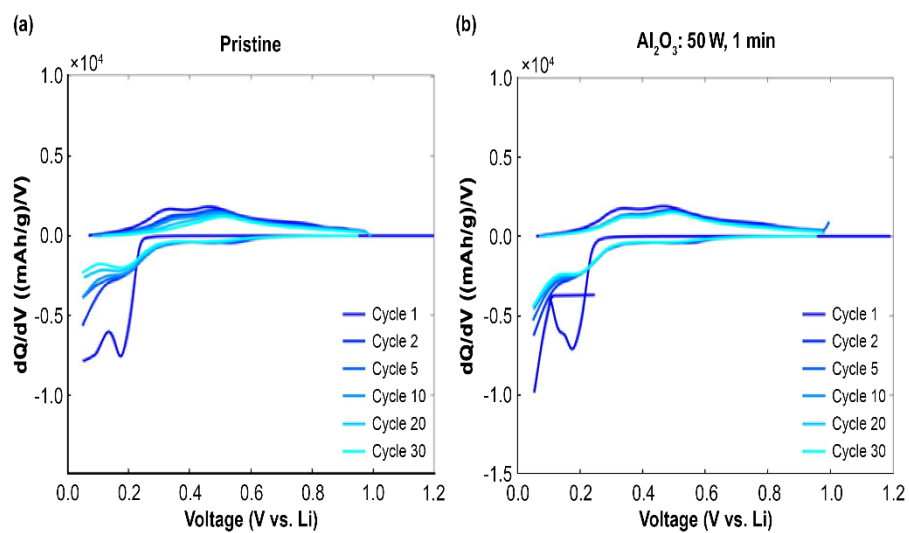 (a)
Pristine
×10⁴
1.0
0.5
0.0
-0.5
-1.0
dQ/dV ((mAh/g)/V)
Cycle 1
Cycle 2
Cycle 5
Cycle 10
Cycle 20
Cycle 30
0.0 0.2 0.4 0.6 0.8 1.0 1.2
Voltage (V vs. Li)
(b)
Al₂O₃: 50 W, 1 min
×10⁴
1.0
0.5
0.0
-0.5
-1.0
-1.5
dQ/dV ((mAh/g)/V)
Cycle 1
Cycle 2
Cycle 5
Cycle 10
Cycle 20
Cycle 30
0.0 0.2 0.4 0.6 0.8 1.0 1.2
Voltage (V vs. Li)